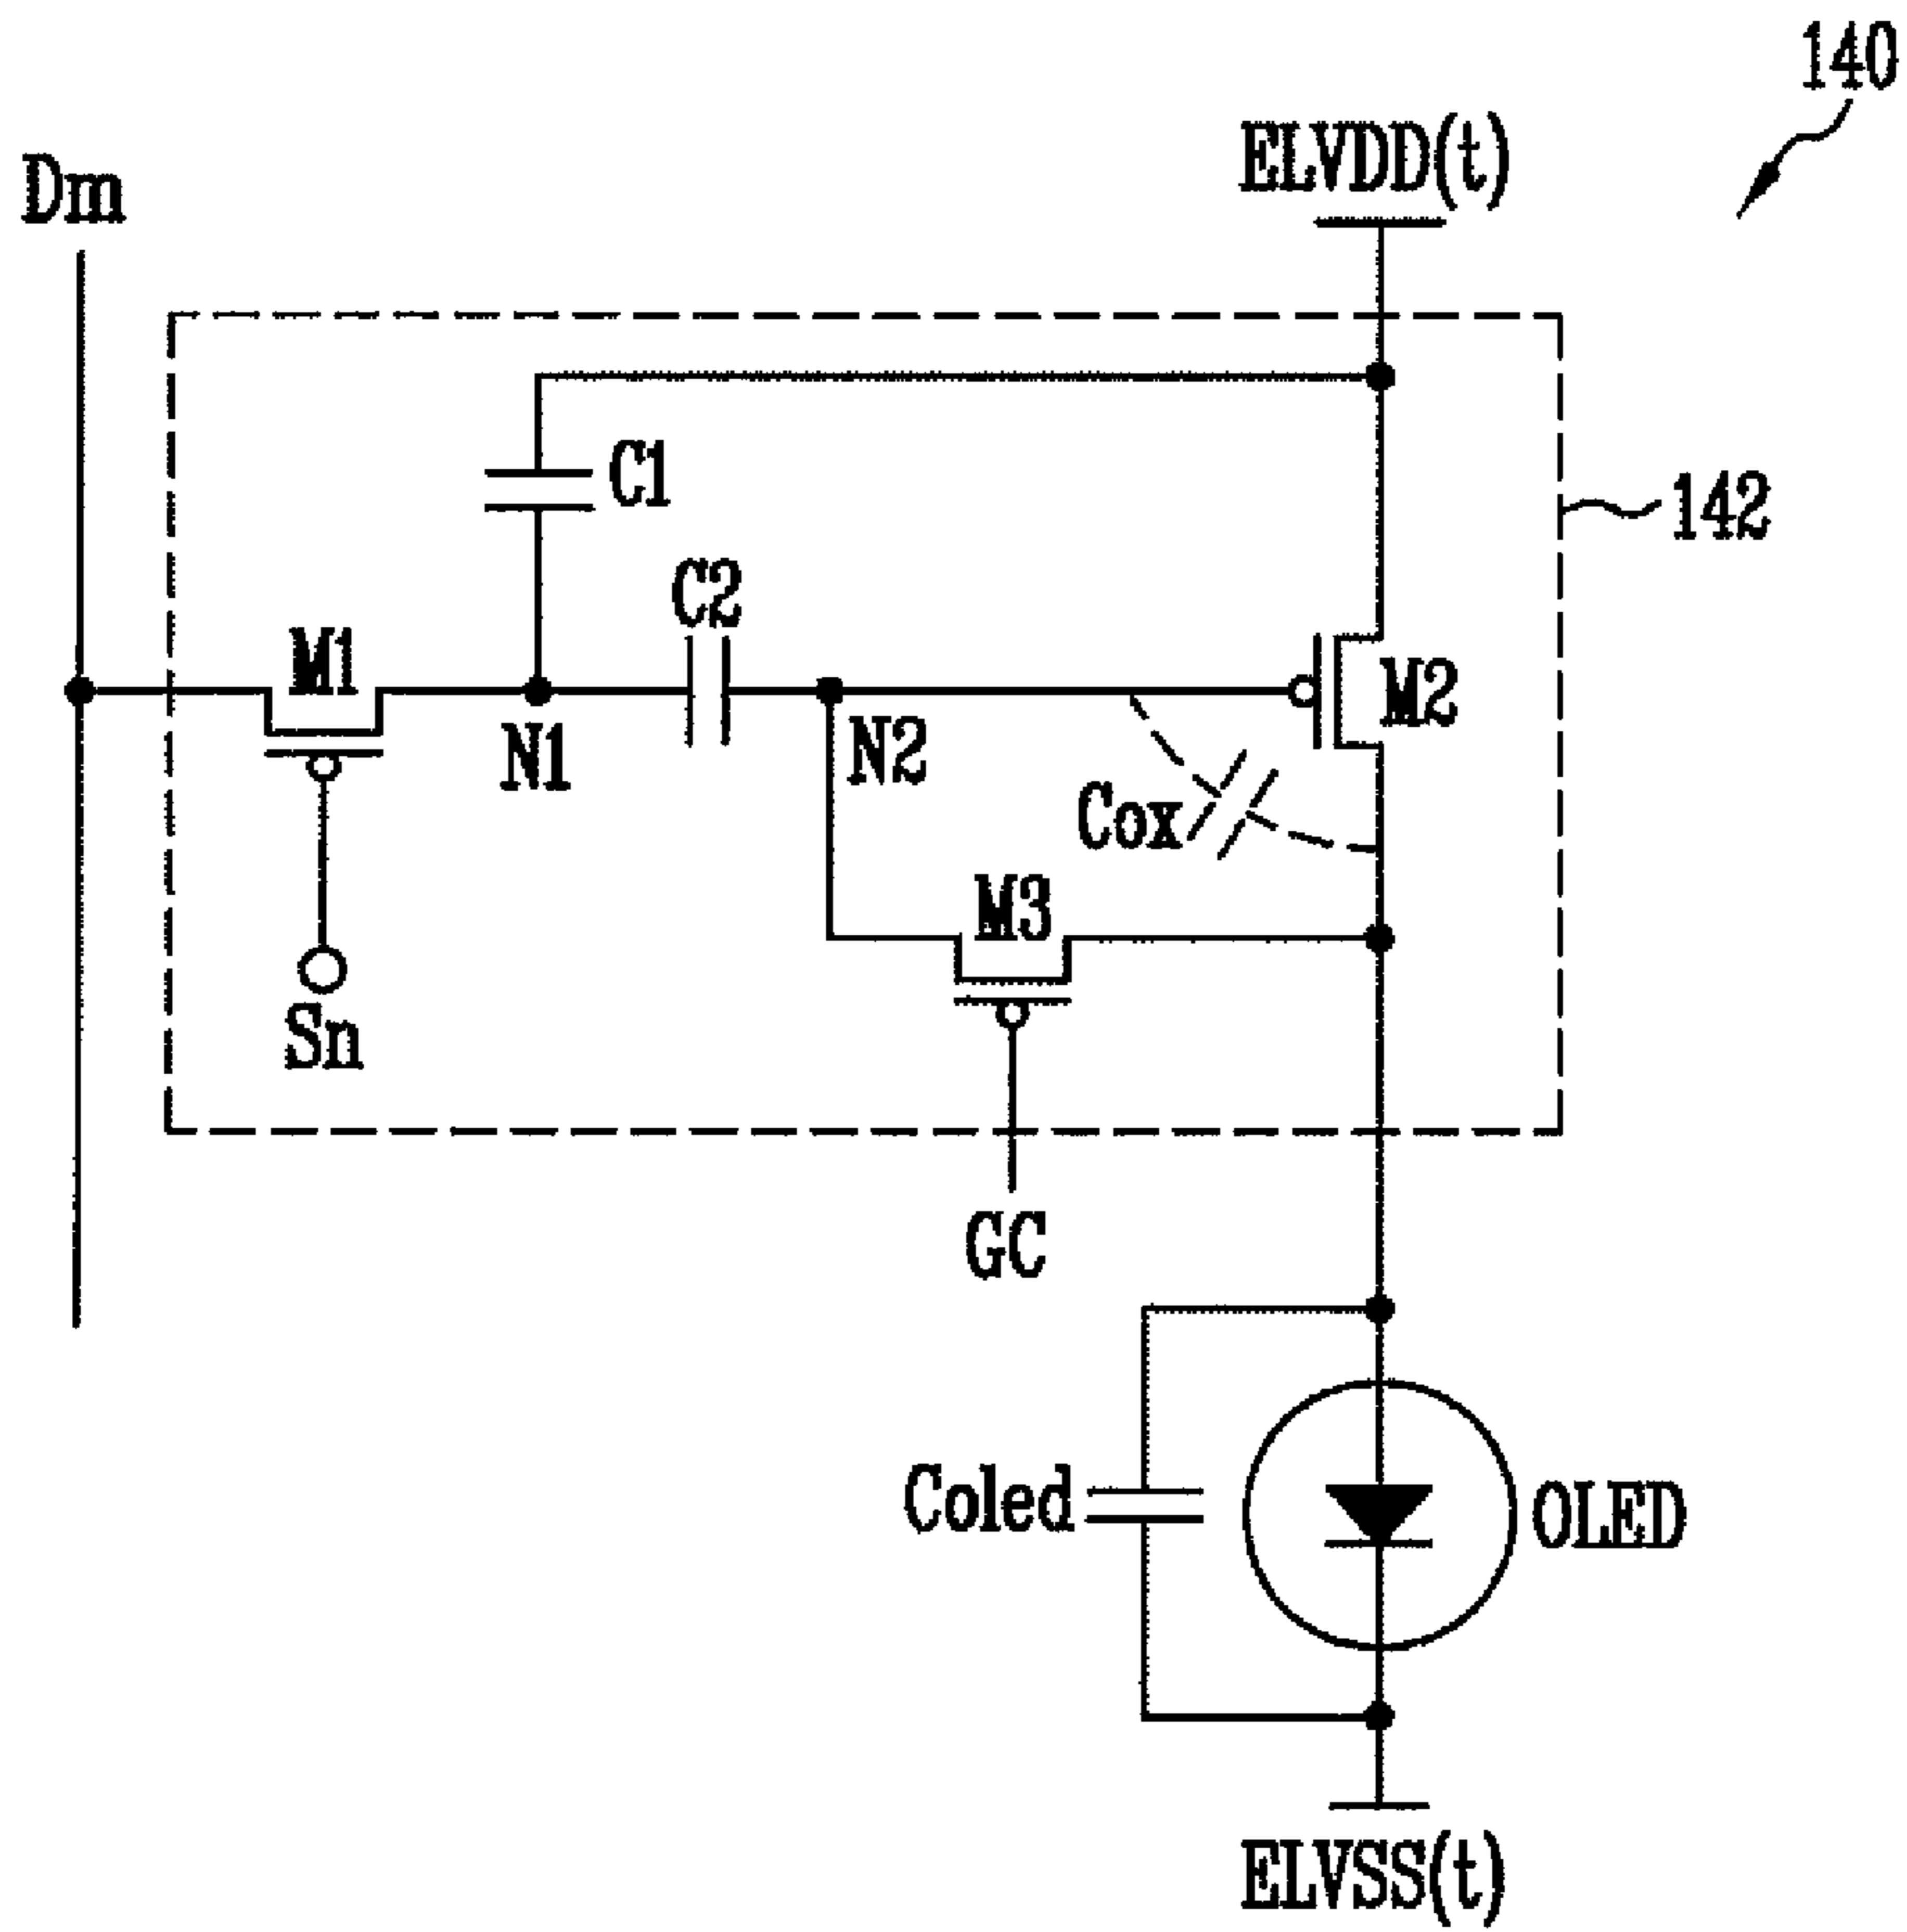 140
ELVDD(t)
Dm
C1
142
C2
M1
M2
N1
N2
Cox
M3
Sn
GC
Coled
OLED
ELVSS(t)